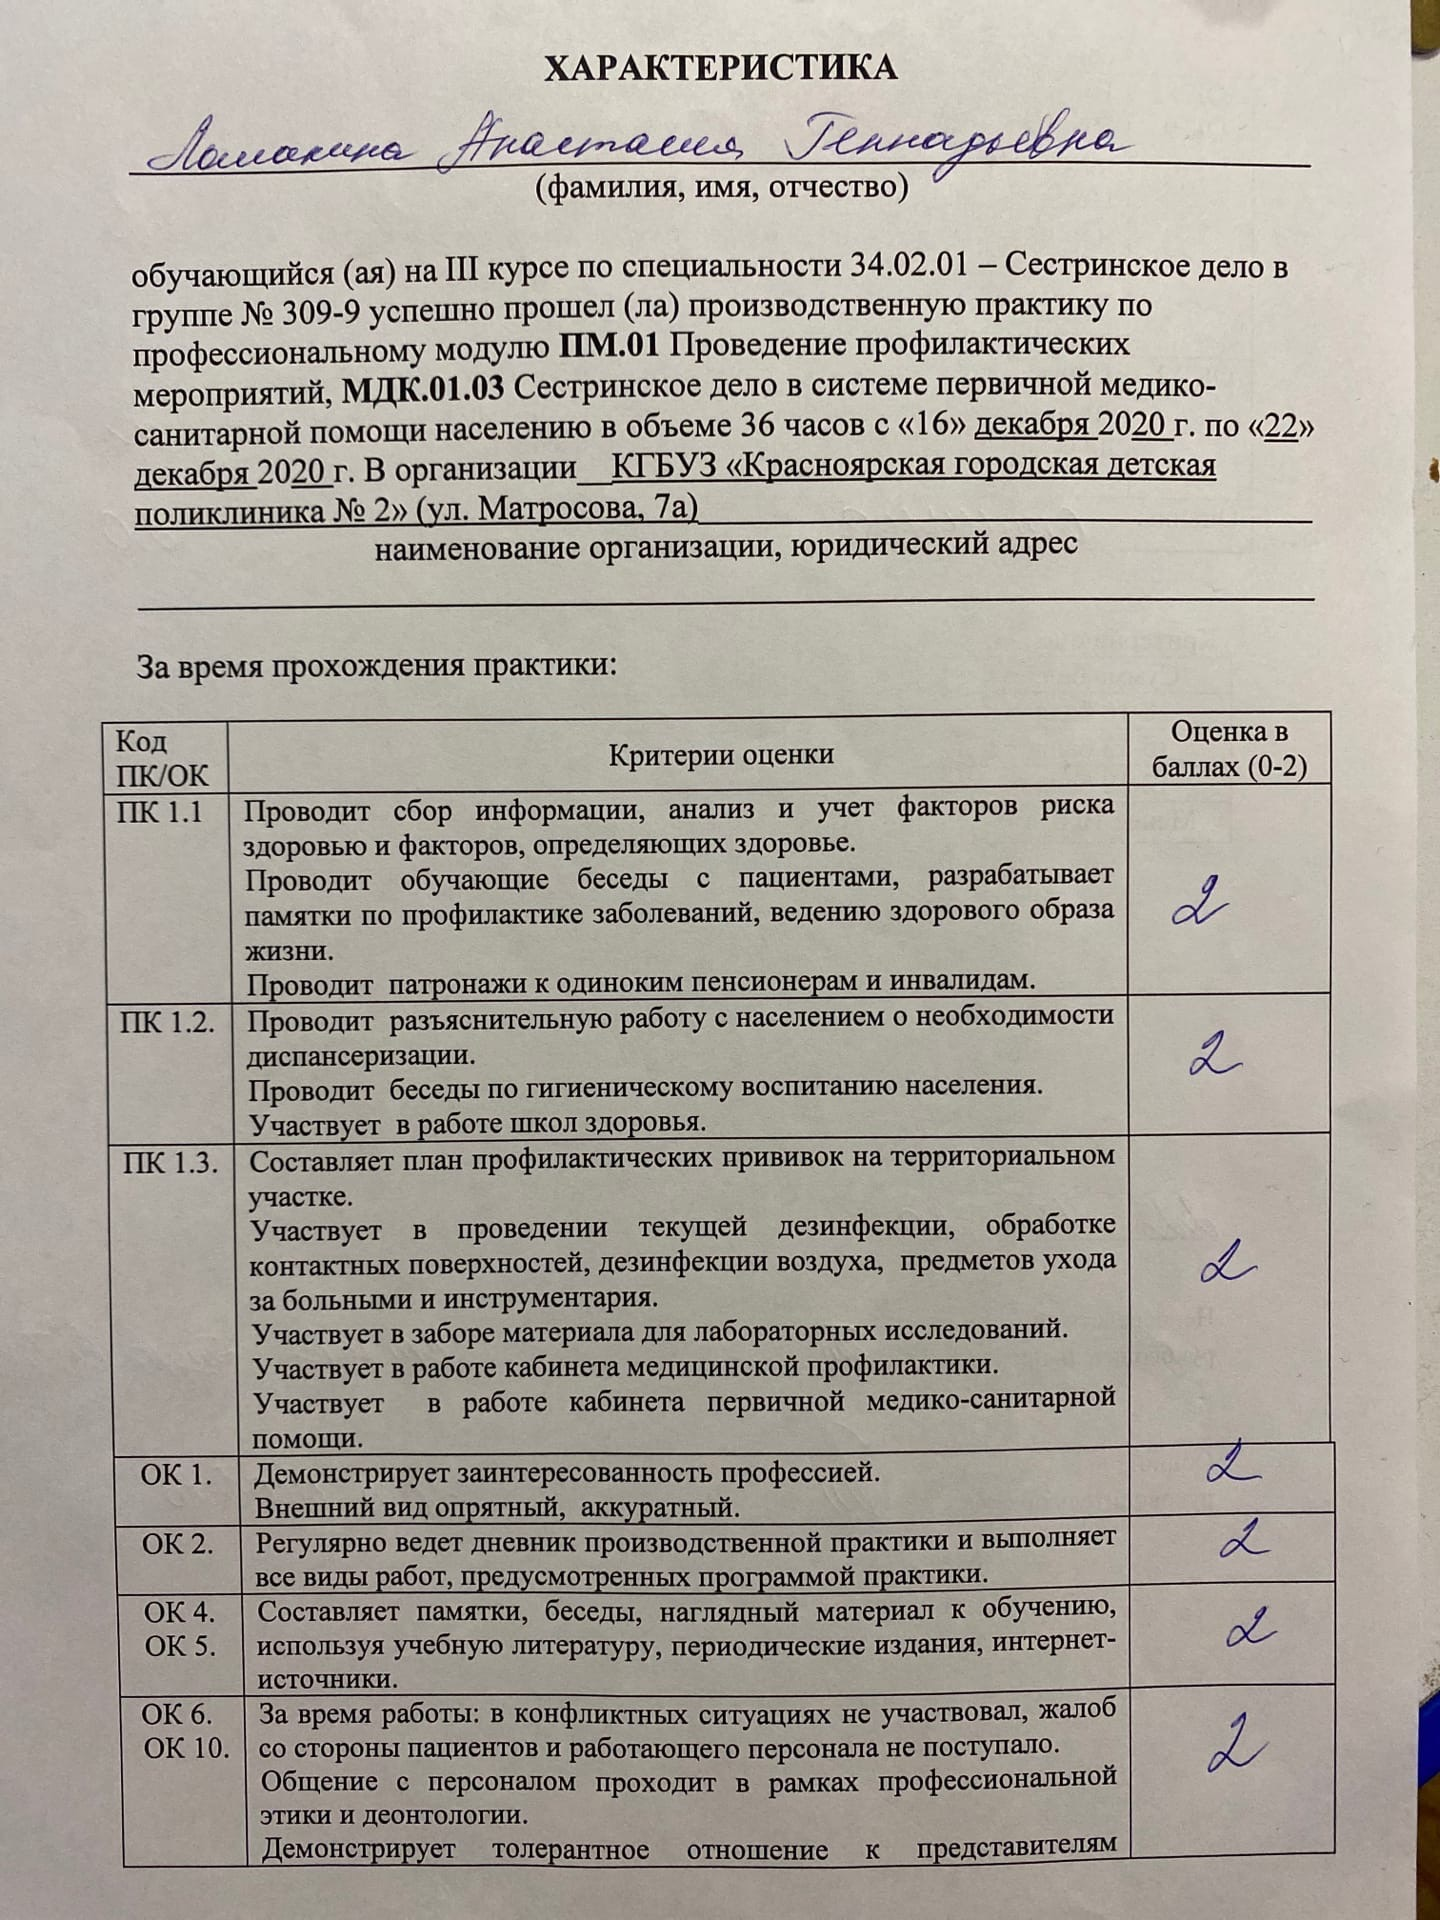 ХАРАКТЕРИСТИКА
Ломакина Анастасия Геннадьевна
(фамилия, имя, отчество)
обучающийся (ая) на III курсе по специальности 34.02.01 – Сестринское дело в
группе № 309-9 успешно прошел (ла) производственную практику по
профессиональному модулю ПМ.01 Проведение профилактических
мероприятий, МДК.01.03 Сестринское дело в системе первичной медико-
санитарной помощи населению в объеме 36 часов с «16» декабря 2020 г. по «22»
декабря 2020 г. В организации КГБУЗ «Красноярская городская детская
поликлиника № 2» (ул. Матросова, 7а)
наименование организации, юридический адрес
За время прохождения практики:
Код
ПК/ОК
Критерии оценки
Оценка в
баллах (0-2)
ПК 1.1
Проводит сбор информации, анализ и учет факторов риска
здоровью и факторов, определяющих здоровье.
Проводит обучающие беседы с пациентами, разрабатывает
памятки по профилактике заболеваний, ведению здорового образа
жизни.
Проводит патронажи к одиноким пенсионерам и инвалидам.
2
ПК 1.2.
Проводит разъяснительную работу с населением о необходимости
диспансеризации.
Проводит беседы по гигиеническому воспитанию населения.
Участвует в работе школ здоровья.
2
ПК 1.3.
Составляет план профилактических прививок на территориальном
участке.
Участвует в проведении текущей дезинфекции, обработке
контактных поверхностей, дезинфекции воздуха, предметов ухода
за больными и инструментария.
Участвует в заборе материала для лабораторных исследований.
Участвует в работе кабинета медицинской профилактики.
Участвует в работе кабинета первичной медико-санитарной
помощи.
2
ОК 1.
Демонстрирует заинтересованность профессией.
Внешний вид опрятный, аккуратный.
2
ОК 2.
Регулярно ведет дневник производственной практики и выполняет
все виды работ, предусмотренных программой практики.
2
ОК 4.
ОК 5.
Составляет памятки, беседы, наглядный материал к обучению,
используя учебную литературу, периодические издания, интернет-
источники.
2
ОК 6.
ОК 10.
За время работы: в конфликтных ситуациях не участвовал, жалоб
со стороны пациентов и работающего персонала не поступало.
Общение с персоналом проходит в рамках профессиональной
этики и деонтологии.
Демонстрирует толерантное отношение к представителям
2